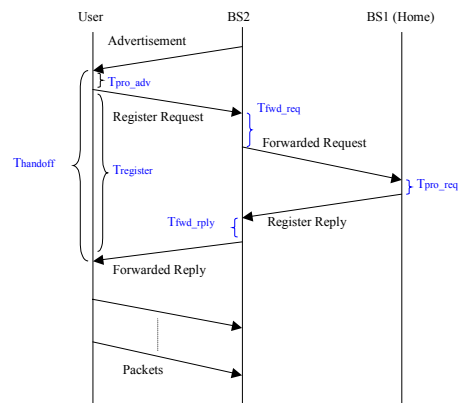 User BS2 BS1 (Home)
Advertisement
Tpro_adv
Tfwd_req
Register Request
Forwarded Request
Thandoff
Tregister
Tpro_req
Tfwd_rply
Register Reply
Forwarded Reply
Packets